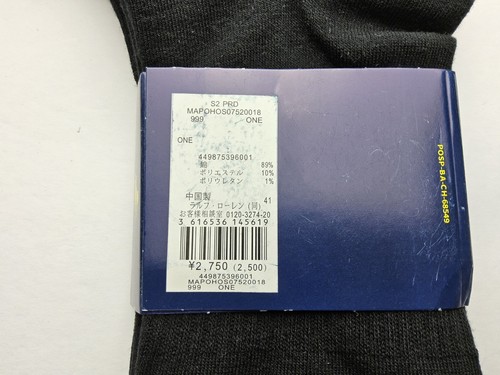 S2 PRD
MAPOHOS07520018
999 ONE
ONE
449875396001
綿 89%
ポリエステル 10%
ポリウレタン 1%
中国製 41
ラルフ・ローレン (同)
お客様相談室 0120-3274-20
3 616536 145619
¥2,750 (2,500)
449875396001
MAPOHOS07520018
999 ONE
POSP-BA-CH-68549